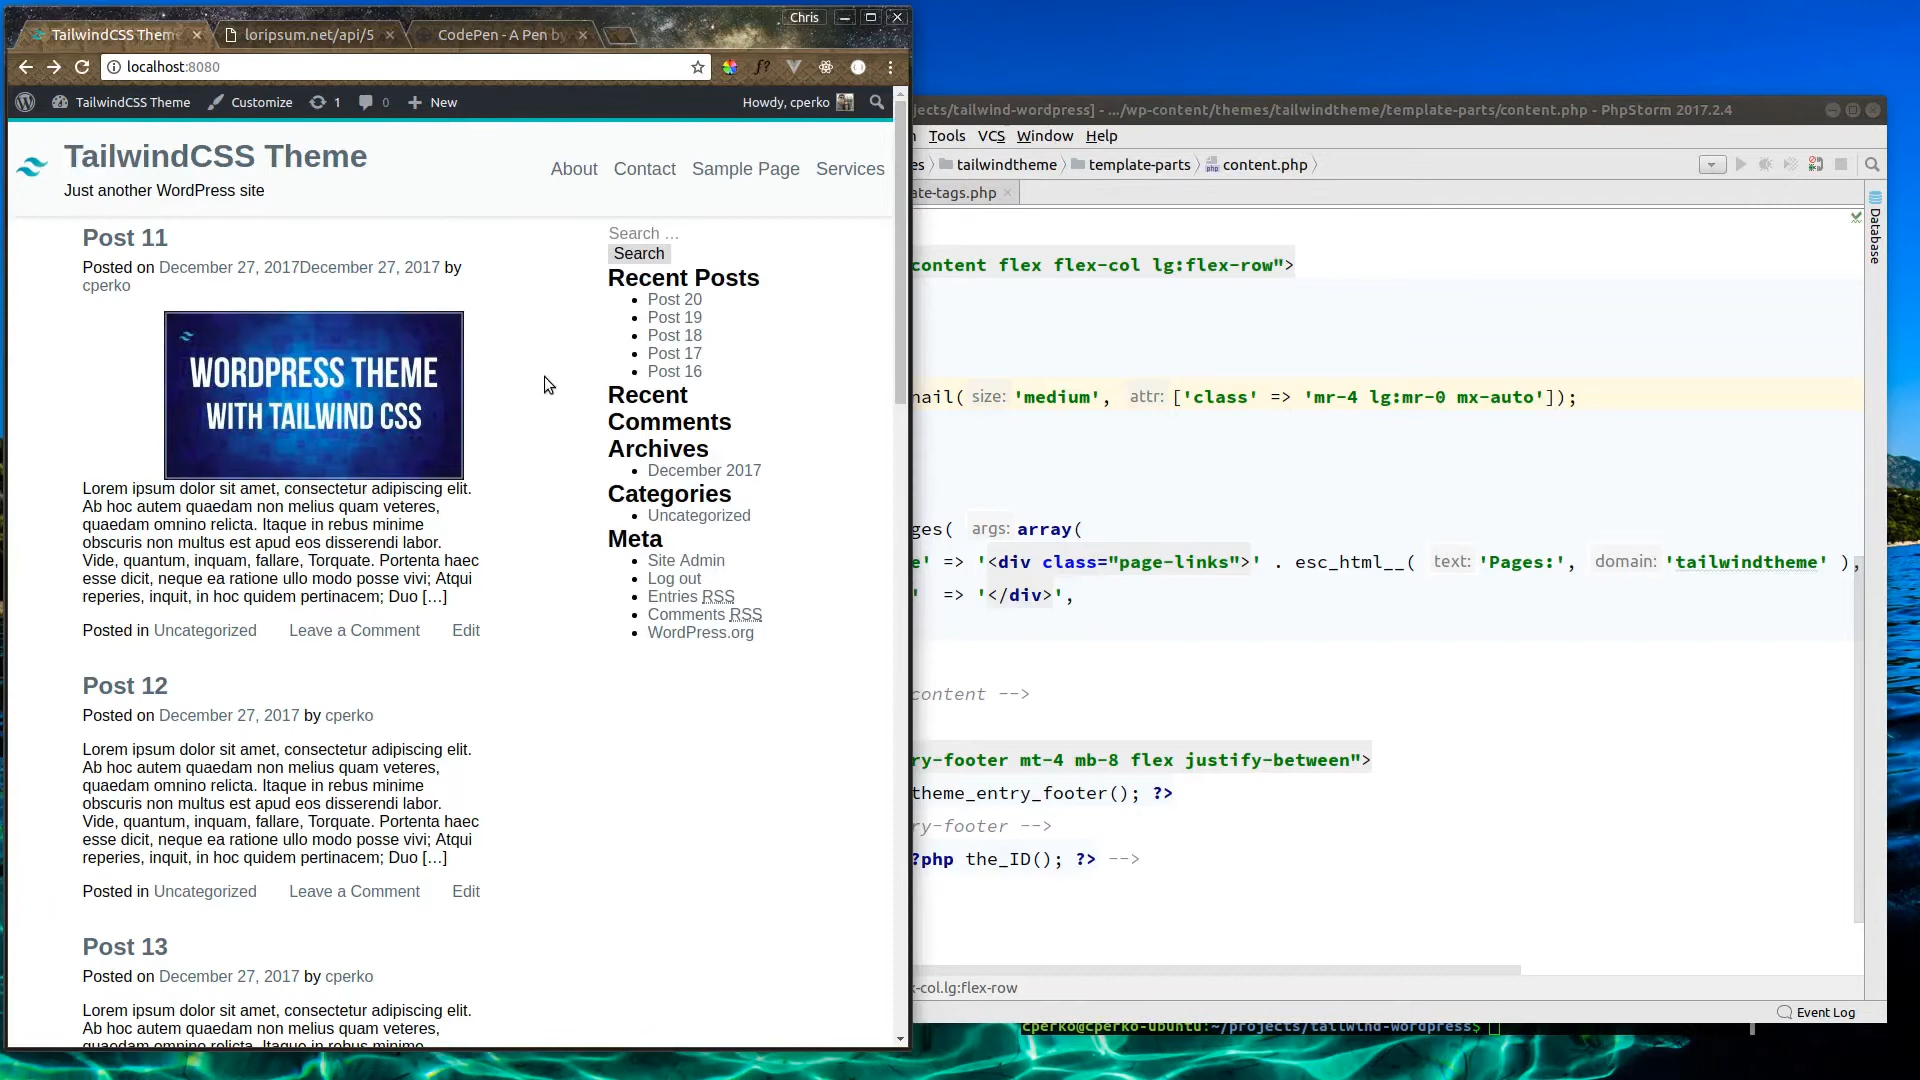 Chris
TailwindCSS Theme
loripsum.net/api/5
CodePen - A Pen by
localhost:8080
TailwindCSS Theme
Customize
1
0
New
Howdy, cperko
TailwindCSS Theme
Just another WordPress site
About
Contact
Sample Page
Services
Post 11
Posted on December 27, 2017December 27, 2017 by
cperko
WORDPRESS THEME
WITH TAILWIND CSS
Lorem ipsum dolor sit amet, consectetur adipiscing elit.
Ab hoc autem quaedam non melius quam veteres,
quaedam omnino relicta. Itaque in rebus minime
obscuris non multus est apud eos disserendi labor.
Vide, quantum, inquam, fallare, Torquate. Portenta haec
esse dicit, neque ea ratione ullo modo posse vivi; Atqui
reperies, inquit, in hoc quidem pertinacem; Duo […]
Posted in Uncategorized Leave a Comment Edit
Post 12
Posted on December 27, 2017 by cperko
Lorem ipsum dolor sit amet, consectetur adipiscing elit.
Ab hoc autem quaedam non melius quam veteres,
quaedam omnino relicta. Itaque in rebus minime
obscuris non multus est apud eos disserendi labor.
Vide, quantum, inquam, fallare, Torquate. Portenta haec
esse dicit, neque ea ratione ullo modo posse vivi; Atqui
reperies, inquit, in hoc quidem pertinacem; Duo […]
Posted in Uncategorized Leave a Comment Edit
Post 13
Posted on December 27, 2017 by cperko
Lorem ipsum dolor sit amet, consectetur adipiscing elit.
Ab hoc autem quaedam non melius quam veteres,
quaedam omnino relicta. Itaque in rebus minime
Search …
Search
Recent Posts
Post 20
Post 19
Post 18
Post 17
Post 16
Recent
Comments
Archives
December 2017
Categories
Uncategorized
Meta
Site Admin
Log out
Entries RSS
Comments RSS
WordPress.org
jects/tailwind-wordpress] - .../wp-content/themes/tailwindtheme/template-parts/content.php - PhpStorm 2017.2.4
Tools VCS Window Help
es tailwindtheme template-parts content.php
ate-tags.php
Database
content flex flex-col lg:flex-row">
nail( size: 'medium', attr: ['class' => 'mr-4 lg:mr-0 mx-auto']);
ges( args: array(
e' => '<div class="page-links">' . esc_html__( text: 'Pages:', domain: 'tailwindtheme' ),
' => '</div>',
content -->
ry-footer mt-4 mb-8 flex justify-between">
theme_entry_footer(); ?>
ry-footer -->
?php the_ID(); ?> -->
-col.lg:flex-row
Event Log
cperko@cperko-ubuntu:~/projects/tailwind-wordpress$